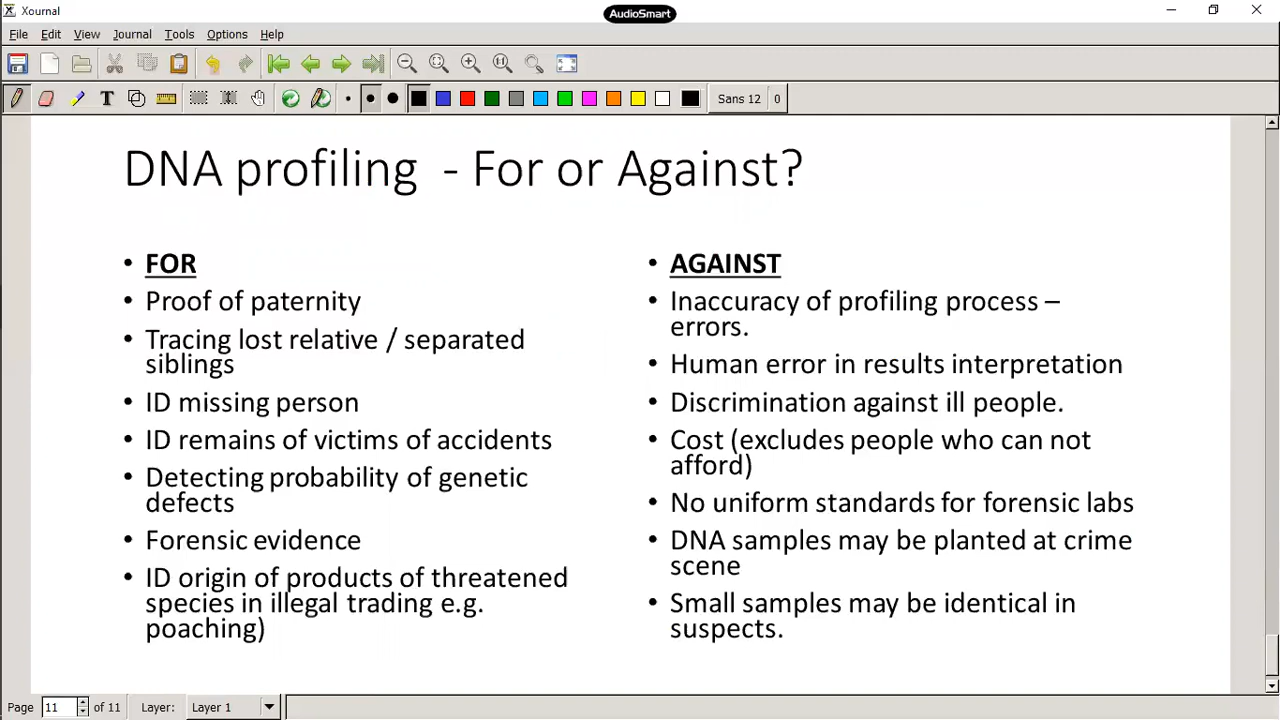 Xournal
AudioSmart
File Edit View Journal Tools Options Help
Sans 12 0
DNA profiling - For or Against?
• FOR
• Proof of paternity
• Tracing lost relative / separated
siblings
• ID missing person
• ID remains of victims of accidents
• Detecting probability of genetic
defects
• Forensic evidence
• ID origin of products of threatened
species in illegal trading e.g.
poaching)
• AGAINST
• Inaccuracy of profiling process –
errors.
• Human error in results interpretation
• Discrimination against ill people.
• Cost (excludes people who can not
afford)
• No uniform standards for forensic labs
• DNA samples may be planted at crime
scene
• Small samples may be identical in
suspects.
Page 11 of 11 Layer: Layer 1